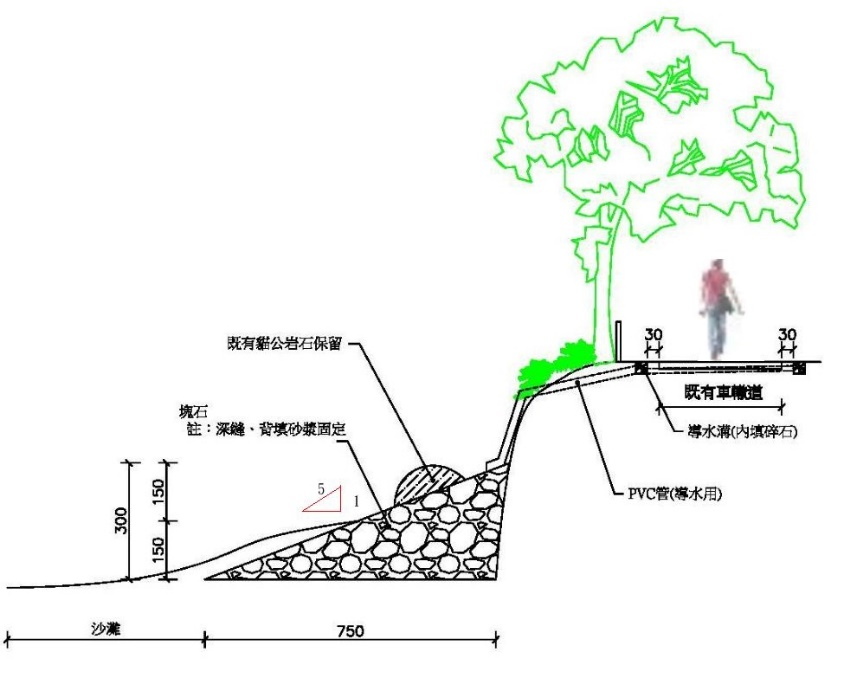 30
30
既有貓公岩石保留
既有車轍道
塊石
註：深縫、背填砂漿固定
導水溝(內填碎石)
5
1
150
300
150
PVC管(導水用)
沙灘
750